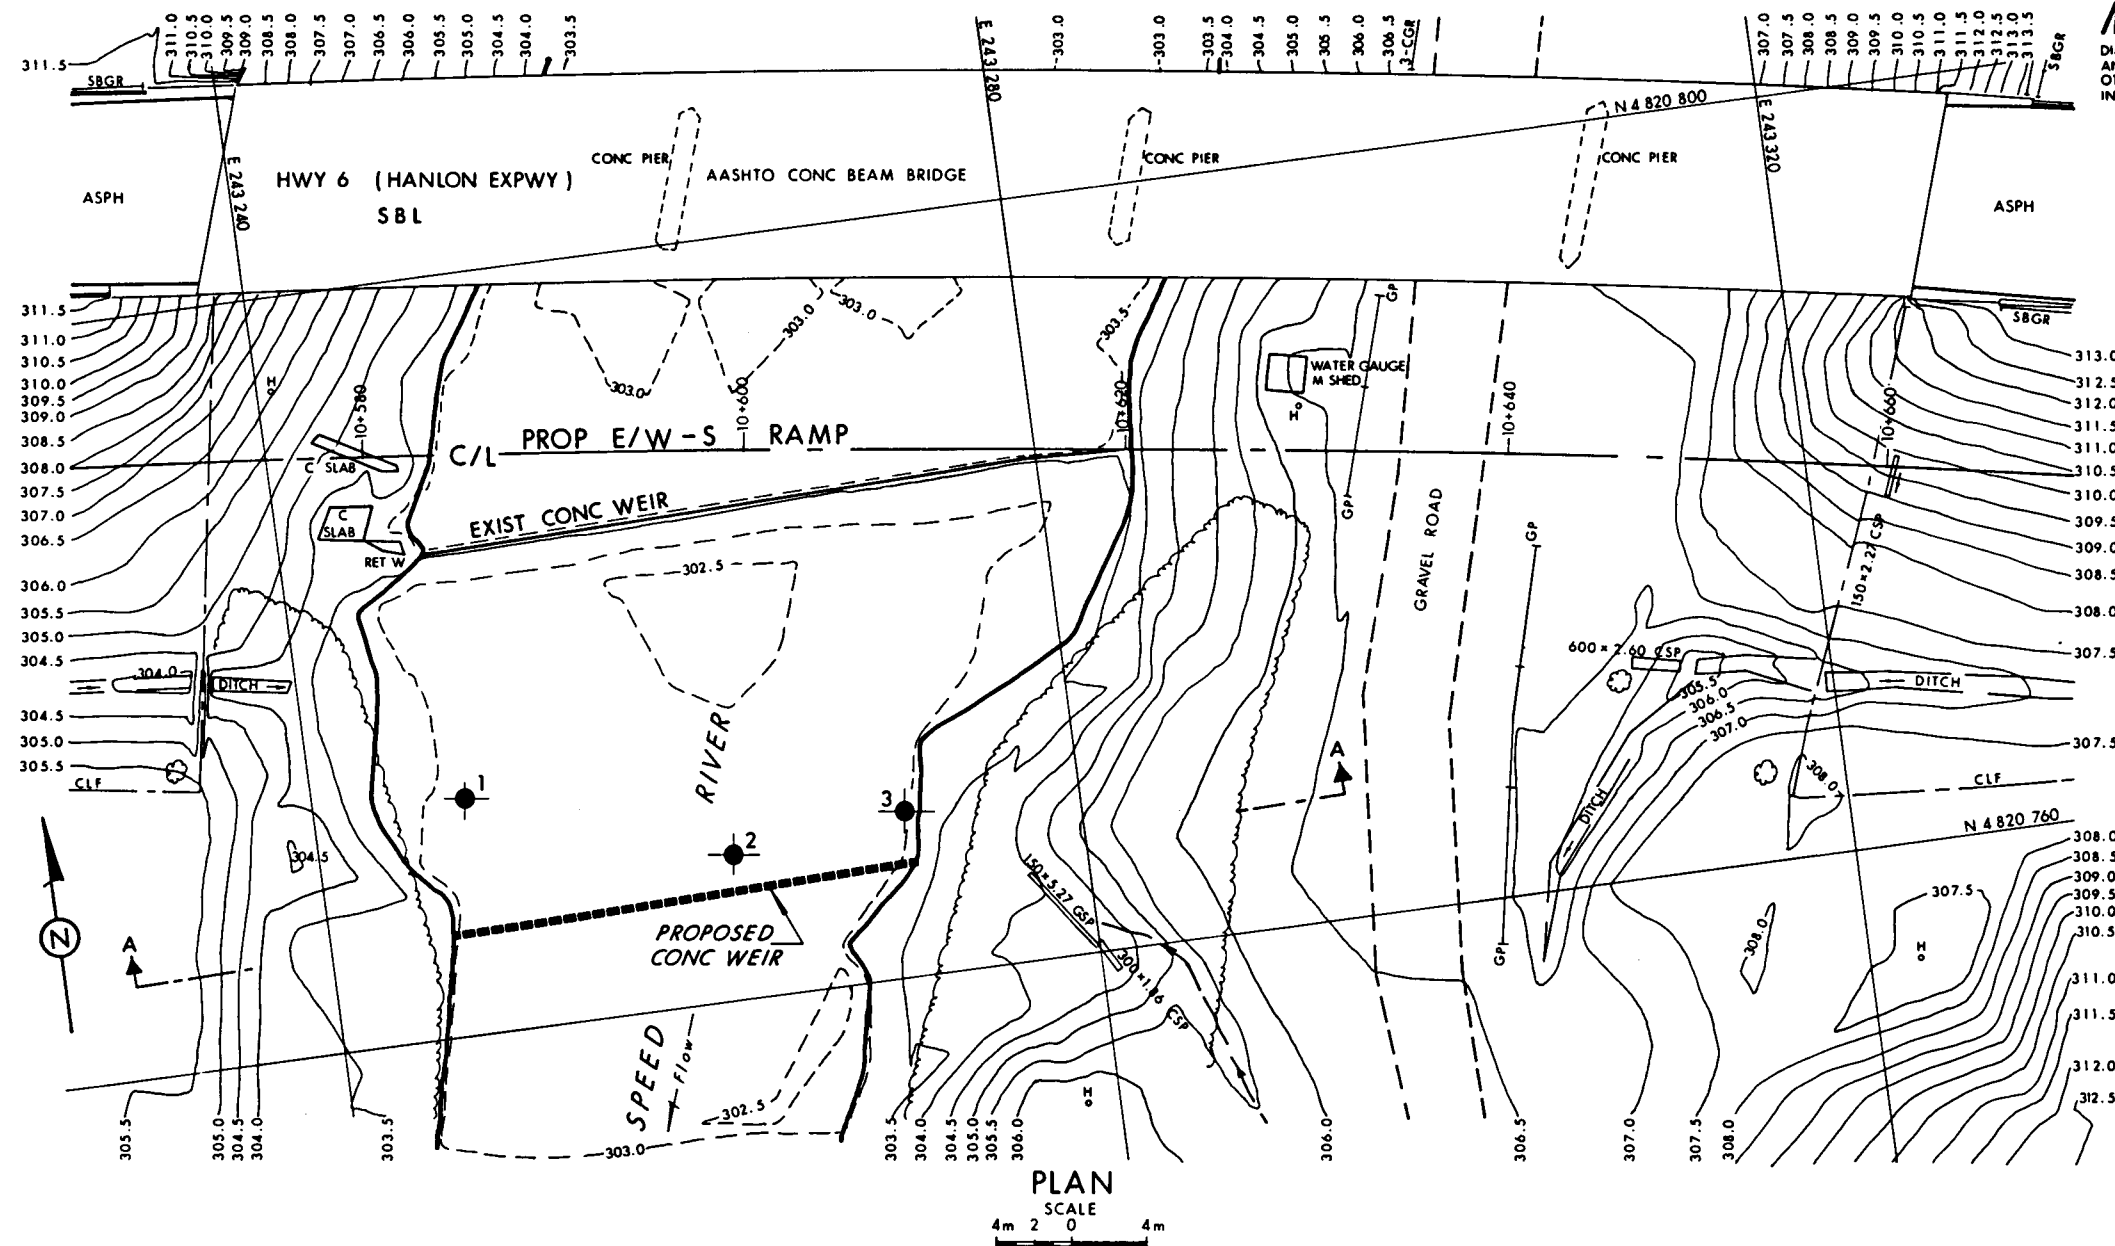 311.5
311.0
310.5
310.0
309.5
309.0
308.5
308.0
307.5
307.0
306.5
306.0
305.5
305.0
304.5
304.0
303.5
E 243 280
303.0
303.0
303.5
304.0
304.5
305.0
305.5
306.0
306.5
3-CGR
307.0
307.5
308.0
308.5
309.0
309.5
310.0
310.5
311.0
311.5
312.0
312.5
313.0
313.5
SBGR
SBGR
N 4 820 800
E 243 240
HWY 6 (HANLON EXPWY)
SBL
CONC PIER
AASHTO CONC BEAM BRIDGE
CONC PIER
CONC PIER
E 243 320
ASPH
ASPH
311.5
311.0
310.5
310.0
309.5
309.0
308.5
308.0
307.5
307.0
306.5
306.0
305.5
305.0
304.5
304.0
304.5
305.0
305.5
CLF
H
10+580
C SLAB
C
SLAB
RET W
DITCH
304.5
303.0
303.0
303.0
303.5
10+600
10+620
C/L PROP E/W-S RAMP
EXIST CONC WEIR
302.5
GP
WATER GAUGE
M SHED
H
GP
10+640
GRAVEL ROAD
GP
SBGR
10+660
150×2.27 CSP
313.0
312.5
312.0
311.5
311.0
310.5
310.0
309.5
309.0
308.5
308.0
307.5
600×2.60 CSP
DITCH
305.5
306.0
306.5
307.0
307.5
308.0
CLF
N 4 820 760
DITCH
1
2
3
RIVER
A
A
N
PROPOSED
CONC WEIR
150×5.27 GSP
300×1.86 CSP
SPEED
Flow
302.5
303.0
H
GP
308.0
307.5
H
308.0
308.5
309.0
309.5
310.0
310.5
311.0
311.5
312.0
312.5
305.5
305.0
304.5
304.0
303.5
303.5
304.0
304.5
305.0
305.5
306.0
306.0
306.5
307.0
307.5
308.0
PLAN
SCALE
4m 2 0 4m